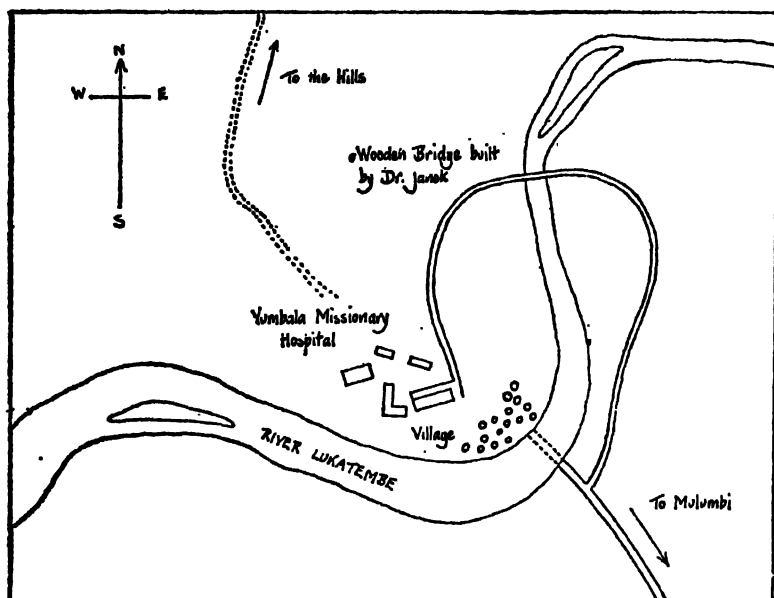 N
W E
S
To the Hills
Wooden Bridge built
by Dr. Janek
Yumbala Missionary
Hospital
Village
RIVER LUKATEMBE
To Mulumbi